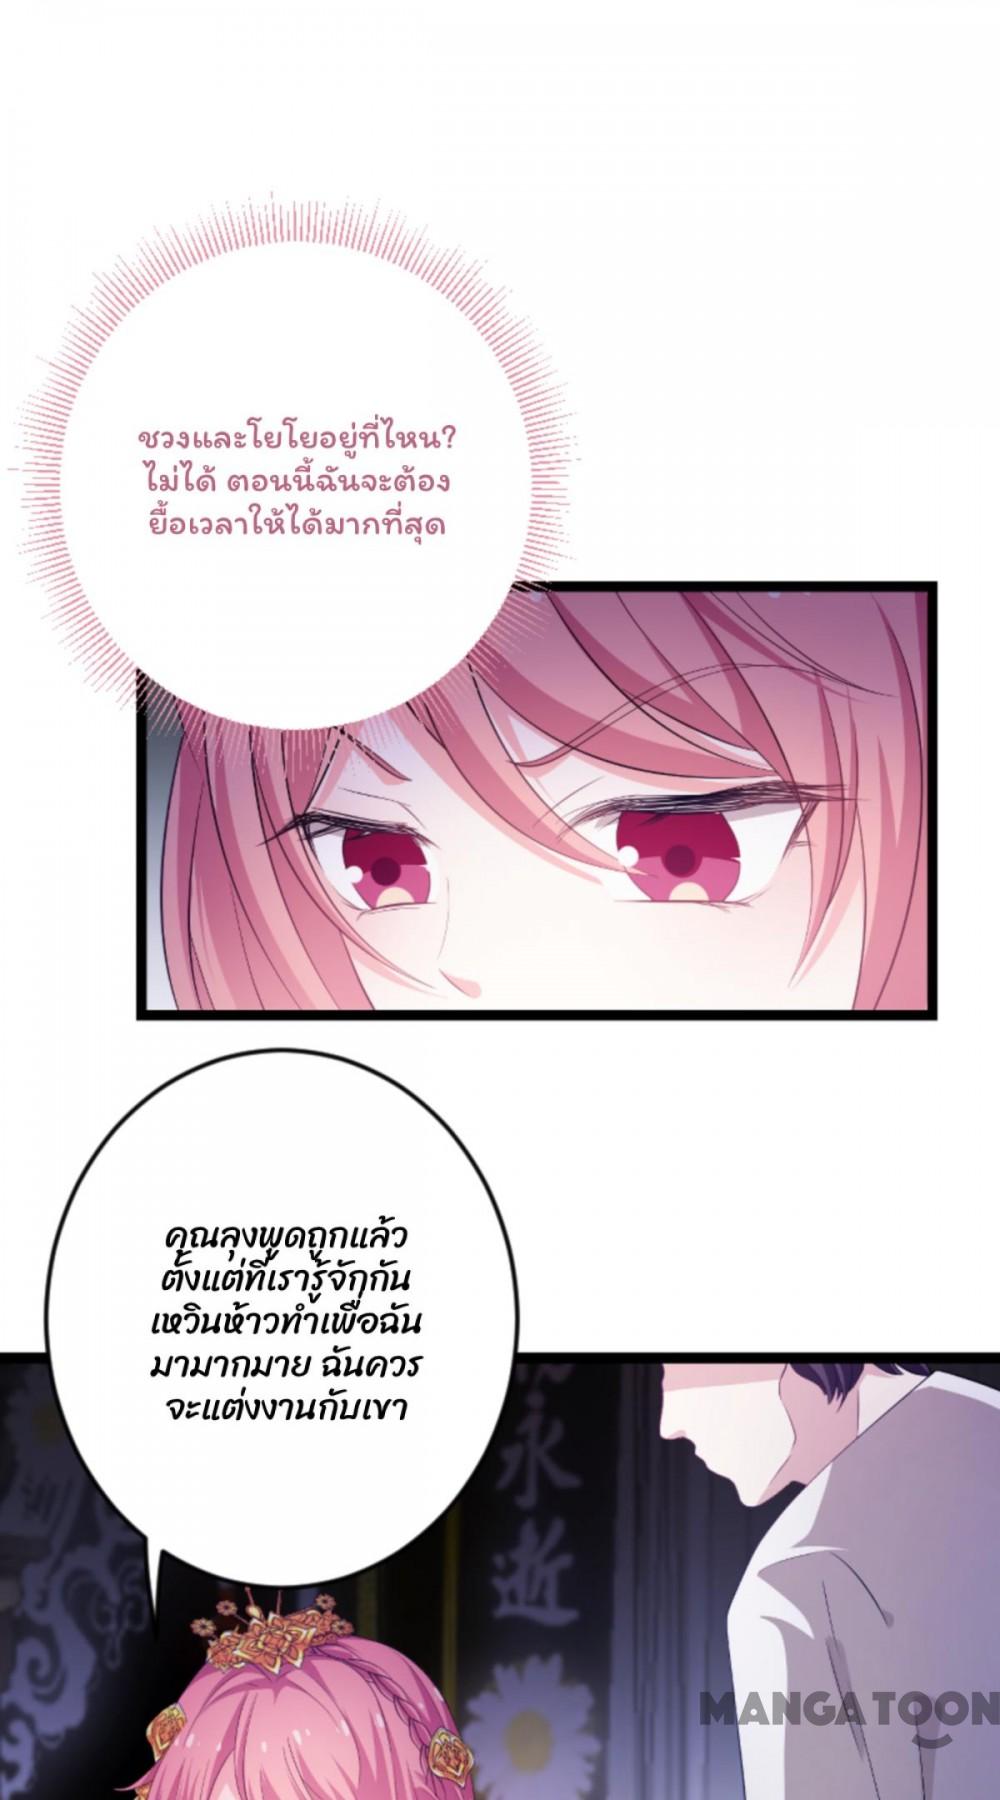 ชวงและโยโยอยู่ที่ไหน?
ไม่ได้ ตอนนี้ฉันจะต้อง
ยื้อเวลาให้ได้มากที่สุด
คุณลุงพูดถูกแล้ว
ตั้งแต่ที่เรารู้จักกัน
เหวินห้าวทำเพื่อฉัน
มามากมาย ฉันควร
จะแต่งงานกับเขา
永
逝
MANGATOON